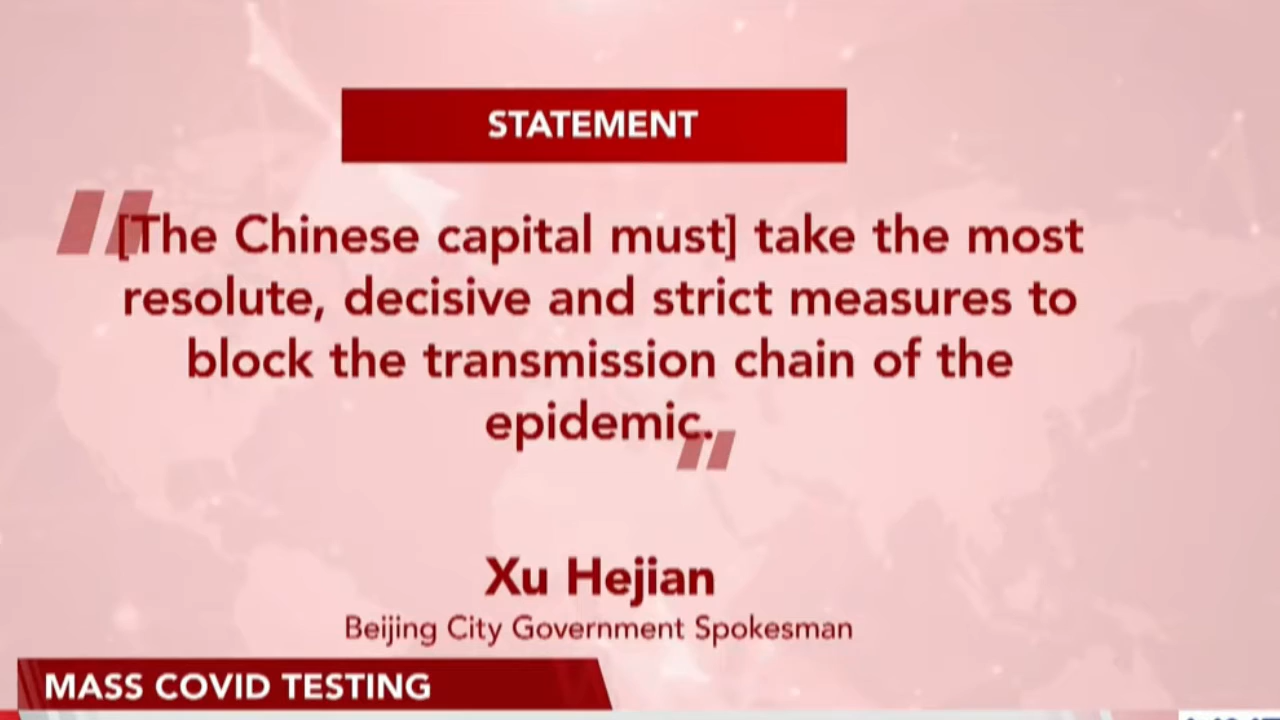 STATEMENT
"[The Chinese capital must] take the most
resolute, decisive and strict measures to
block the transmission chain of the
epidemic."
Xu Hejian
Beijing City Government Spokesman
MASS COVID TESTING